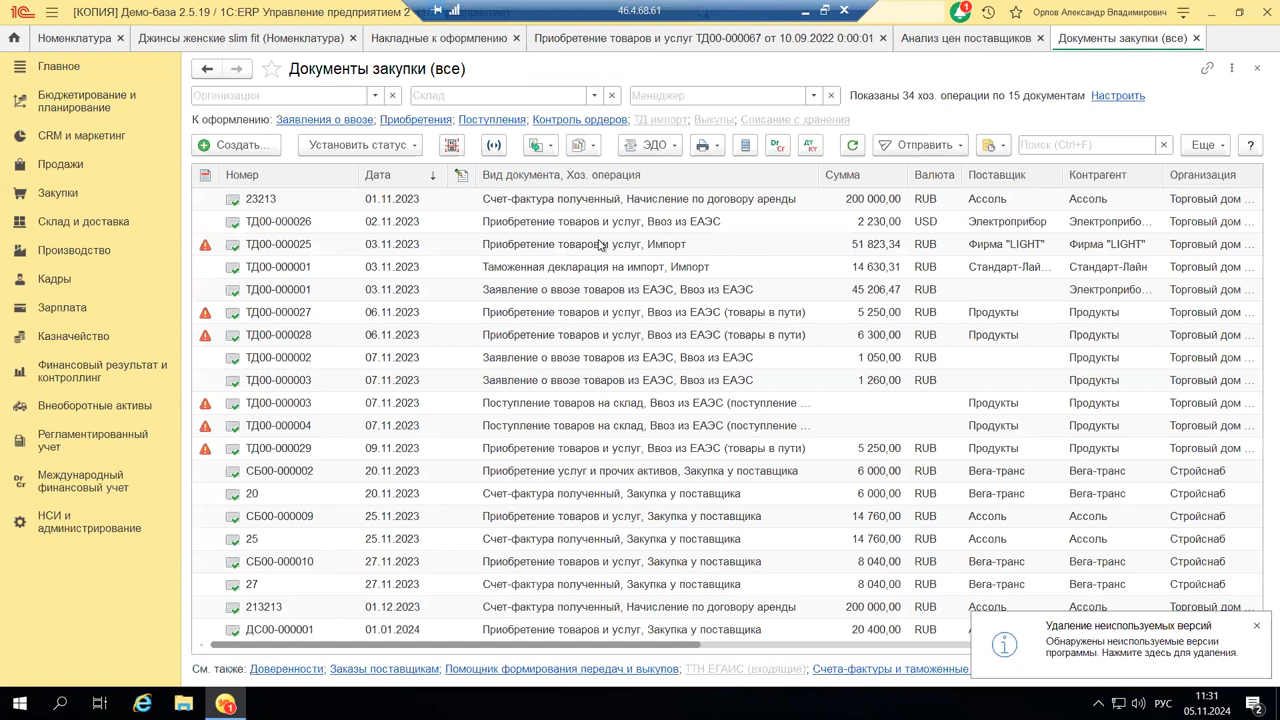 [КОПИЯ] Демо-база 2.5.19 / 1С:ERP Управление предприятием 2
46.4.68.61
1
Орлов Александр Владимирович
Номенклатура
Джинсы женские slim fit (Номенклатура)
Накладные к оформлению
Приобретение товаров и услуг ТД00-000067 от 10.09.2022 0:00:01
Анализ цен поставщиков
Документы закупки (все)
Главное
Бюджетирование и
планирование
CRM и маркетинг
Продажи
Закупки
Склад и доставка
Производство
Кадры
Зарплата
Казначейство
Финансовый результат и
контроллинг
Внеоборотные активы
Регламентированный
учет
Международный
финансовый учет
НСИ и
администрирование
Документы закупки (все)
Организация
Склад
Менеджер
Показаны 34 хоз. операции по 15 документам Настроить
К оформлению: Заявления о ввозе; Приобретения; Поступления; Контроль ордеров; ТД импорт; Выкупы; Списание с хранения
Создать...
Установить статус
ЭДО
Отправить
Поиск (Ctrl+F)
Еще
?
Номер Дата Вид документа, Хоз. операция Сумма Валюта Поставщик Контрагент Организация
23213 01.11.2023 Счет-фактура полученный, Начисление по договору аренды 200 000,00 RUB Ассоль Ассоль Торговый дом ...
ТД00-000026 02.11.2023 Приобретение товаров и услуг, Ввоз из ЕАЭС 2 230,00 USD Электроприбор Электроприбо... Торговый дом ...
ТД00-000025 03.11.2023 Приобретение товаров и услуг, Импорт 51 823,34 RUB Фирма "LIGHT" Фирма "LIGHT" Торговый дом ...
ТД00-000001 03.11.2023 Таможенная декларация на импорт, Импорт 14 630,31 RUB Стандарт-Лай... Стандарт-Лайн Торговый дом ...
ТД00-000001 03.11.2023 Заявление о ввозе товаров из ЕАЭС, Ввоз из ЕАЭС 45 206,47 RUB Электроприбо... Торговый дом ...
ТД00-000027 06.11.2023 Приобретение товаров и услуг, Ввоз из ЕАЭС (товары в пути) 5 250,00 RUB Продукты Продукты Торговый дом ...
ТД00-000028 06.11.2023 Приобретение товаров и услуг, Ввоз из ЕАЭС (товары в пути) 6 300,00 RUB Продукты Продукты Торговый дом ...
ТД00-000002 07.11.2023 Заявление о ввозе товаров из ЕАЭС, Ввоз из ЕАЭС 1 050,00 RUB Продукты Торговый дом ...
ТД00-000003 07.11.2023 Заявление о ввозе товаров из ЕАЭС, Ввоз из ЕАЭС 1 260,00 RUB Продукты Торговый дом ...
ТД00-000003 07.11.2023 Поступление товаров на склад, Ввоз из ЕАЭС (поступление ... Продукты Продукты Торговый дом ...
ТД00-000004 07.11.2023 Поступление товаров на склад, Ввоз из ЕАЭС (поступление ... Продукты Продукты Торговый дом ...
ТД00-000029 09.11.2023 Приобретение товаров и услуг, Ввоз из ЕАЭС (товары в пути) 5 250,00 RUB Продукты Продукты Торговый дом ...
СБ00-000002 20.11.2023 Приобретение услуг и прочих активов, Закупка у поставщика 6 000,00 RUB Вега-транс Вега-транс Стройснаб
20 20.11.2023 Счет-фактура полученный, Закупка у поставщика 6 000,00 RUB Вега-транс Вега-транс Стройснаб
СБ00-000009 25.11.2023 Приобретение товаров и услуг, Закупка у поставщика 14 760,00 RUB Ассоль Ассоль Стройснаб
25 25.11.2023 Счет-фактура полученный, Закупка у поставщика 14 760,00 RUB Ассоль Ассоль Стройснаб
СБ00-000010 27.11.2023 Приобретение товаров и услуг, Закупка у поставщика 8 040,00 RUB Вега-транс Вега-транс Стройснаб
27 27.11.2023 Счет-фактура полученный, Закупка у поставщика 8 040,00 RUB Вега-транс Вега-транс Стройснаб
213213 01.12.2023 Счет-фактура полученный, Начисление по договору аренды 200 000,00 RUB Ассоль Ассоль Торговый дом ...
ДС00-000001 01.01.2024 Приобретение товаров и услуг, Закупка у поставщика 20 400,00 RUB
Удаление неиспользуемых версий
Обнаружены неиспользуемые версии
программы. Нажмите здесь для удаления.
См. также: Доверенности; Заказы поставщикам; Помощник формирования передач и выкупов; ТТН ЕГАИС (входящие); Счета-фактуры и таможенные
РУС
11:31
05.11.2024
2